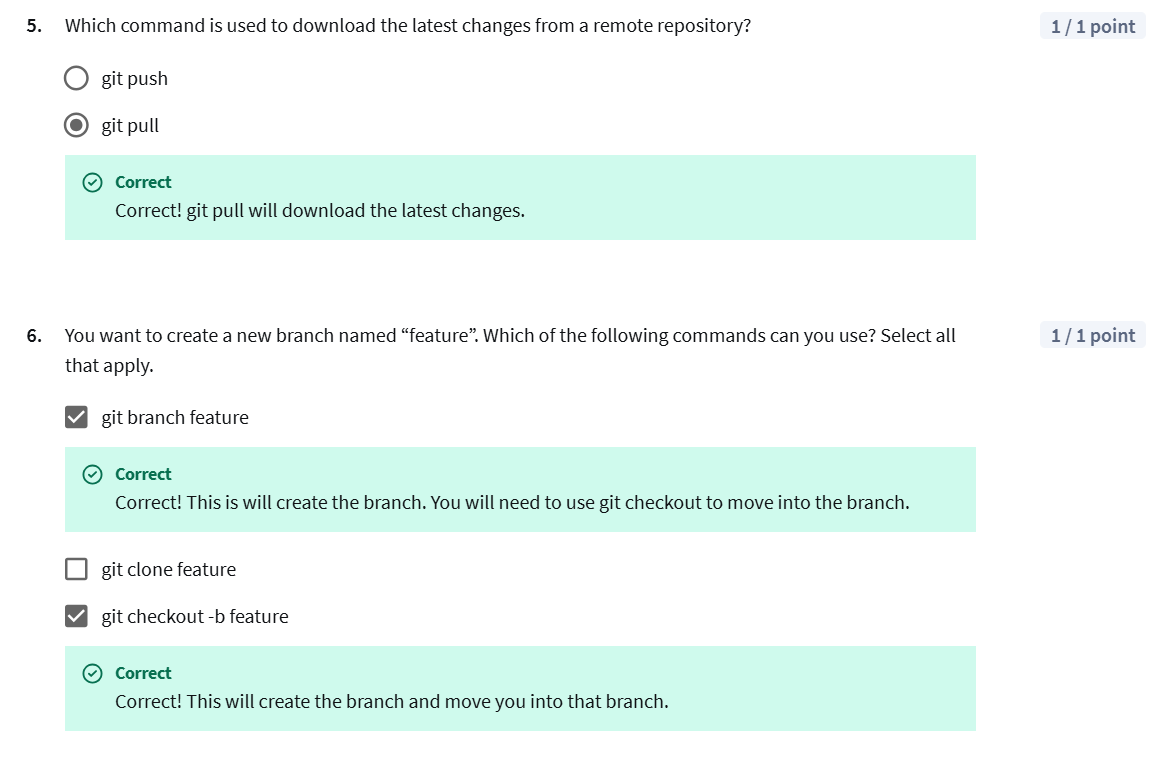 5. Which command is used to download the latest changes from a remote repository? 1 / 1 point
git push
git pull
Correct
Correct! git pull will download the latest changes.
6. You want to create a new branch named “feature”. Which of the following commands can you use? Select all 1 / 1 point
that apply.
git branch feature
Correct
Correct! This is will create the branch. You will need to use git checkout to move into the branch.
git clone feature
git checkout -b feature
Correct
Correct! This will create the branch and move you into that branch.